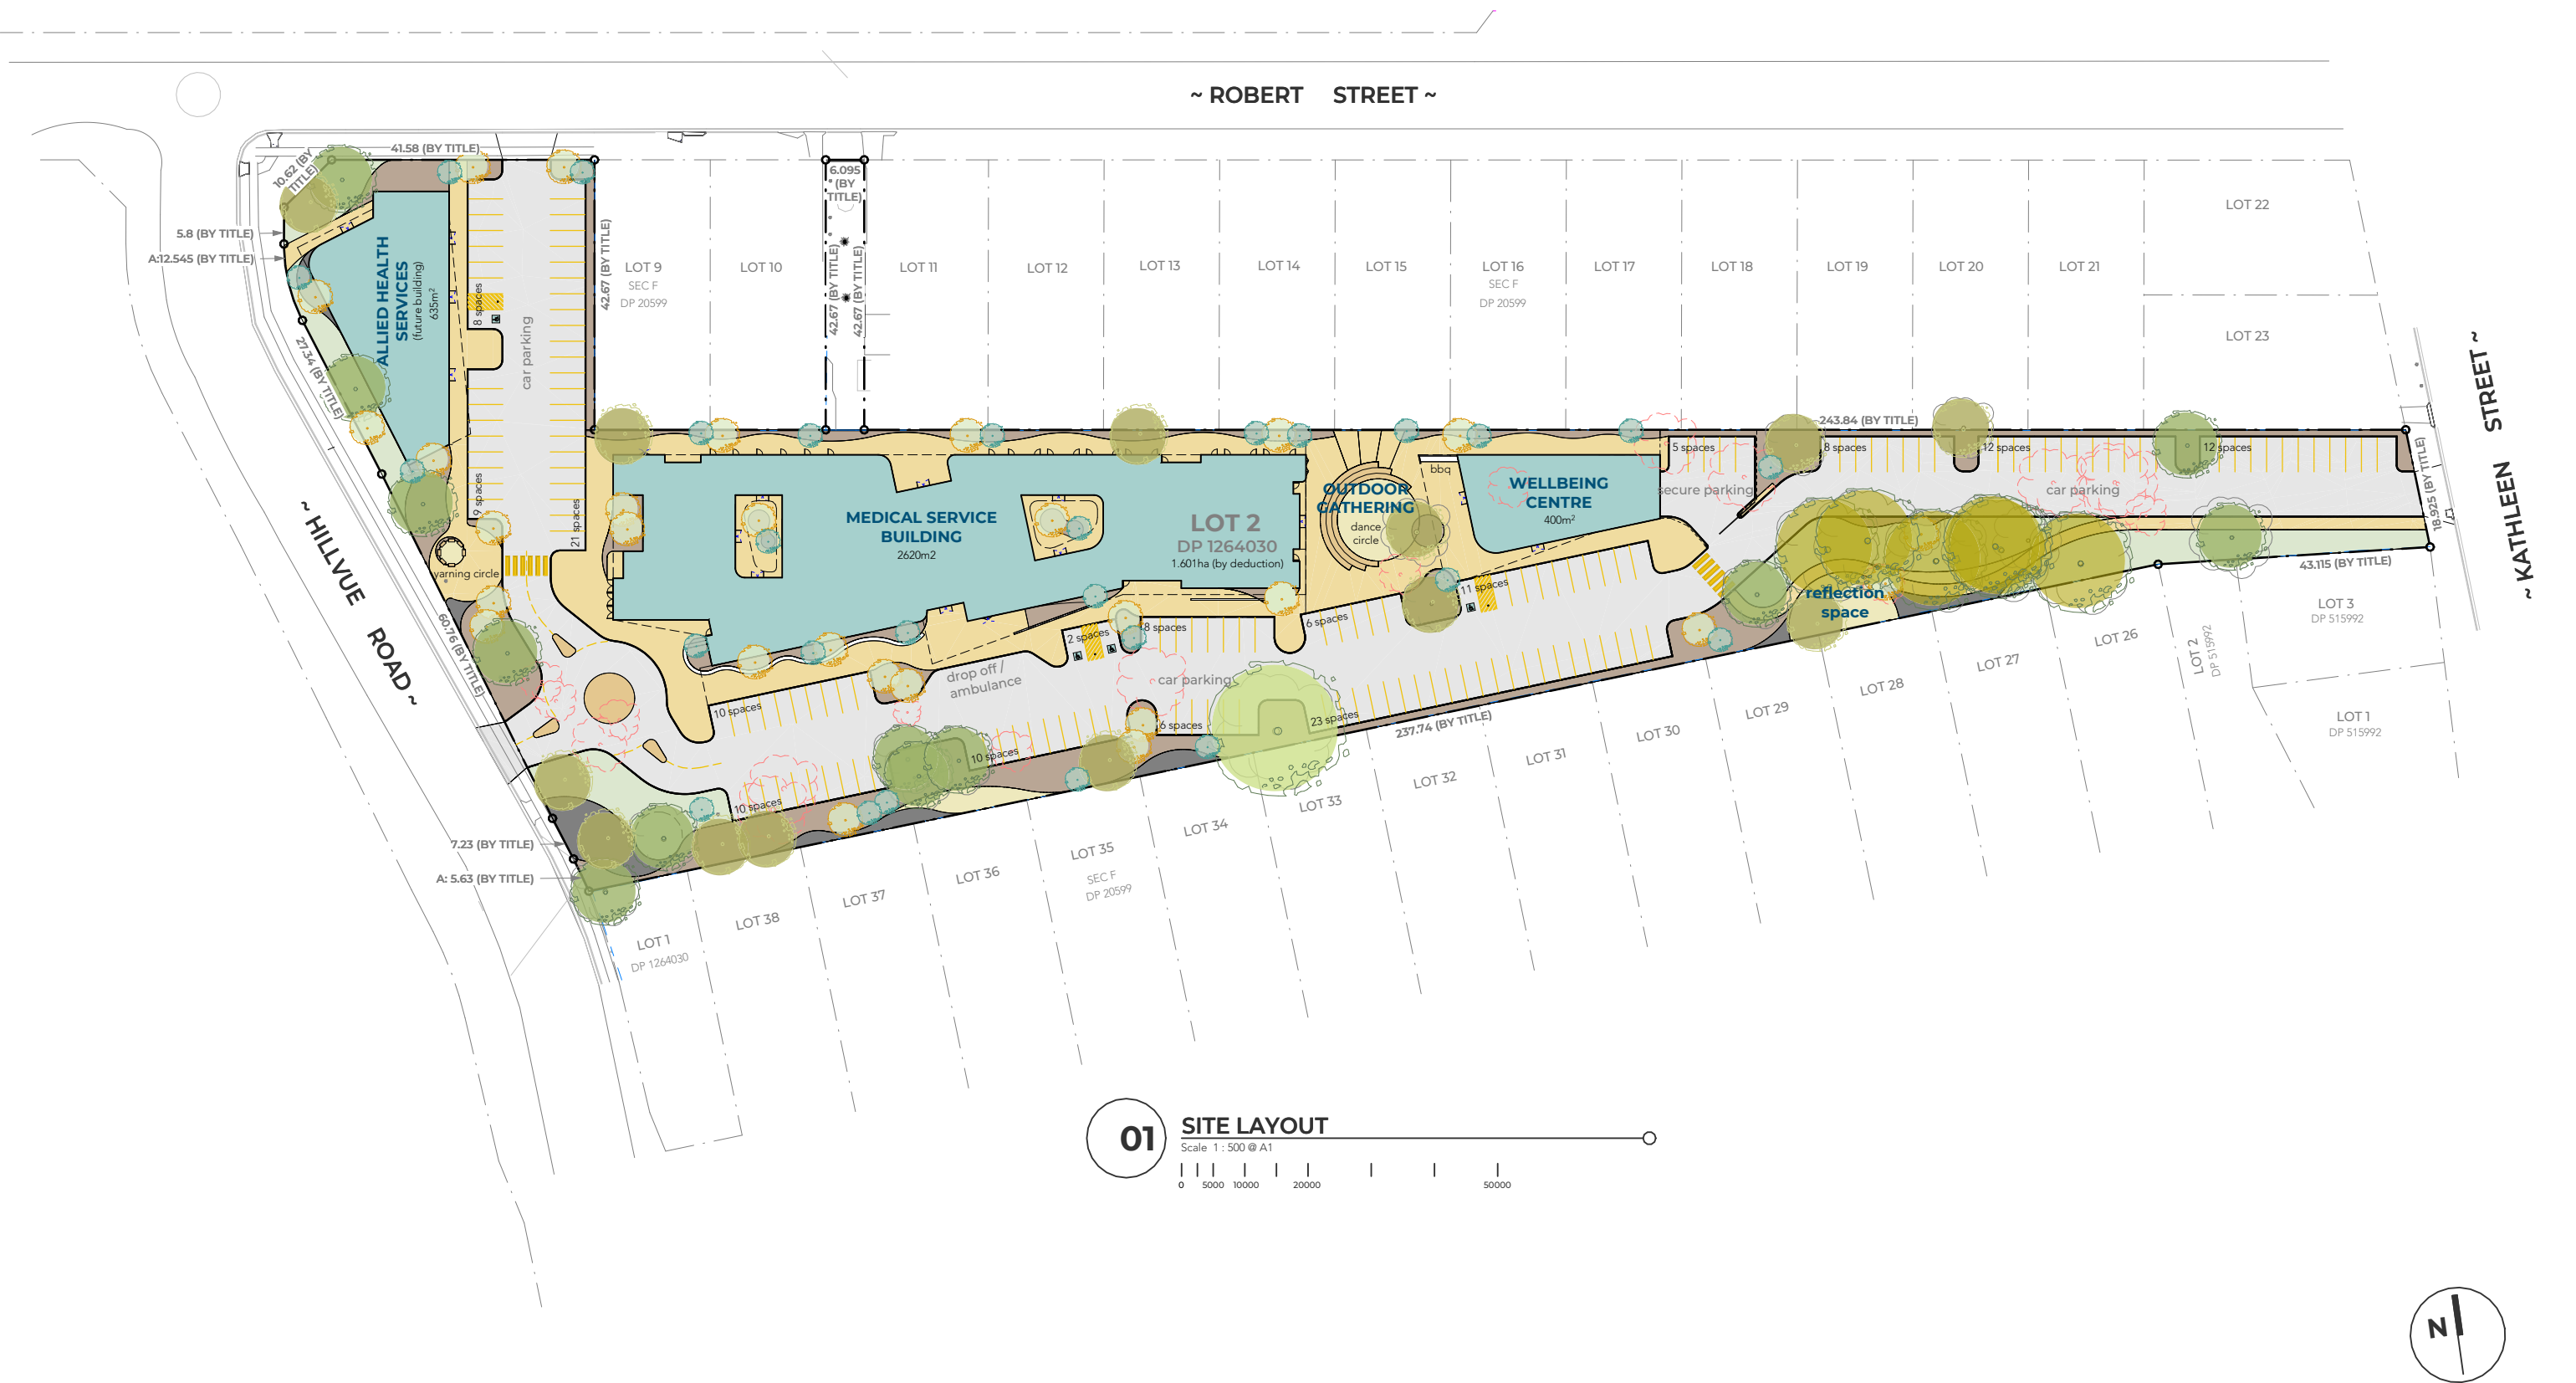 ~ ROBERT STREET ~
41.58 (BY TITLE)
10.62 (BY
TITLE)
6.095
(BY
TITLE)
5.8 (BY TITLE)
A:12.545 (BY TITLE)
42.67 (BY TITLE)
42.67 (BY TITLE)
42.67 (BY TITLE)
27.34 (BY TITLE)
ALLIED HEALTH
SERVICES
(future building)
635m²
8 spaces
car parking
9 spaces
21 spaces
LOT 9
SEC F
DP 20599
LOT 10
LOT 11
LOT 12
LOT 13
LOT 14
LOT 15
LOT 16
SEC F
DP 20599
LOT 17
LOT 18
LOT 19
LOT 20
LOT 21
LOT 22
LOT 23
~ KATHLEEN STREET ~
243.84 (BY TITLE)
18.925 (BY TITLE)
5 spaces
8 spaces
12 spaces
12 spaces
secure parking
car parking
bbq
OUTDOOR
GATHERING
dance
circle
WELLBEING
CENTRE
400m²
MEDICAL SERVICE
BUILDING
2620m2
LOT 2
DP 1264030
1.601ha (by deduction)
yarning circle
~ HILLVUE ROAD ~
60.76 (BY TITLE)
11 spaces
6 spaces
8 spaces
2 spaces
drop off /
ambulance
car parking
10 spaces
10 spaces
10 spaces
6 spaces
23 spaces
237.74 (BY TITLE)
reflection
space
43.115 (BY TITLE)
LOT 3
DP 515992
LOT 2
DP 515992
LOT 1
DP 515992
LOT 26
LOT 27
LOT 28
LOT 29
LOT 30
LOT 31
LOT 32
LOT 33
LOT 34
LOT 35
SEC F
DP 20599
LOT 36
LOT 37
LOT 38
LOT 1
DP 1264030
7.23 (BY TITLE)
A: 5.63 (BY TITLE)
01
SITE LAYOUT
Scale 1 : 500 @ A1
0 5000 10000 20000 50000
N